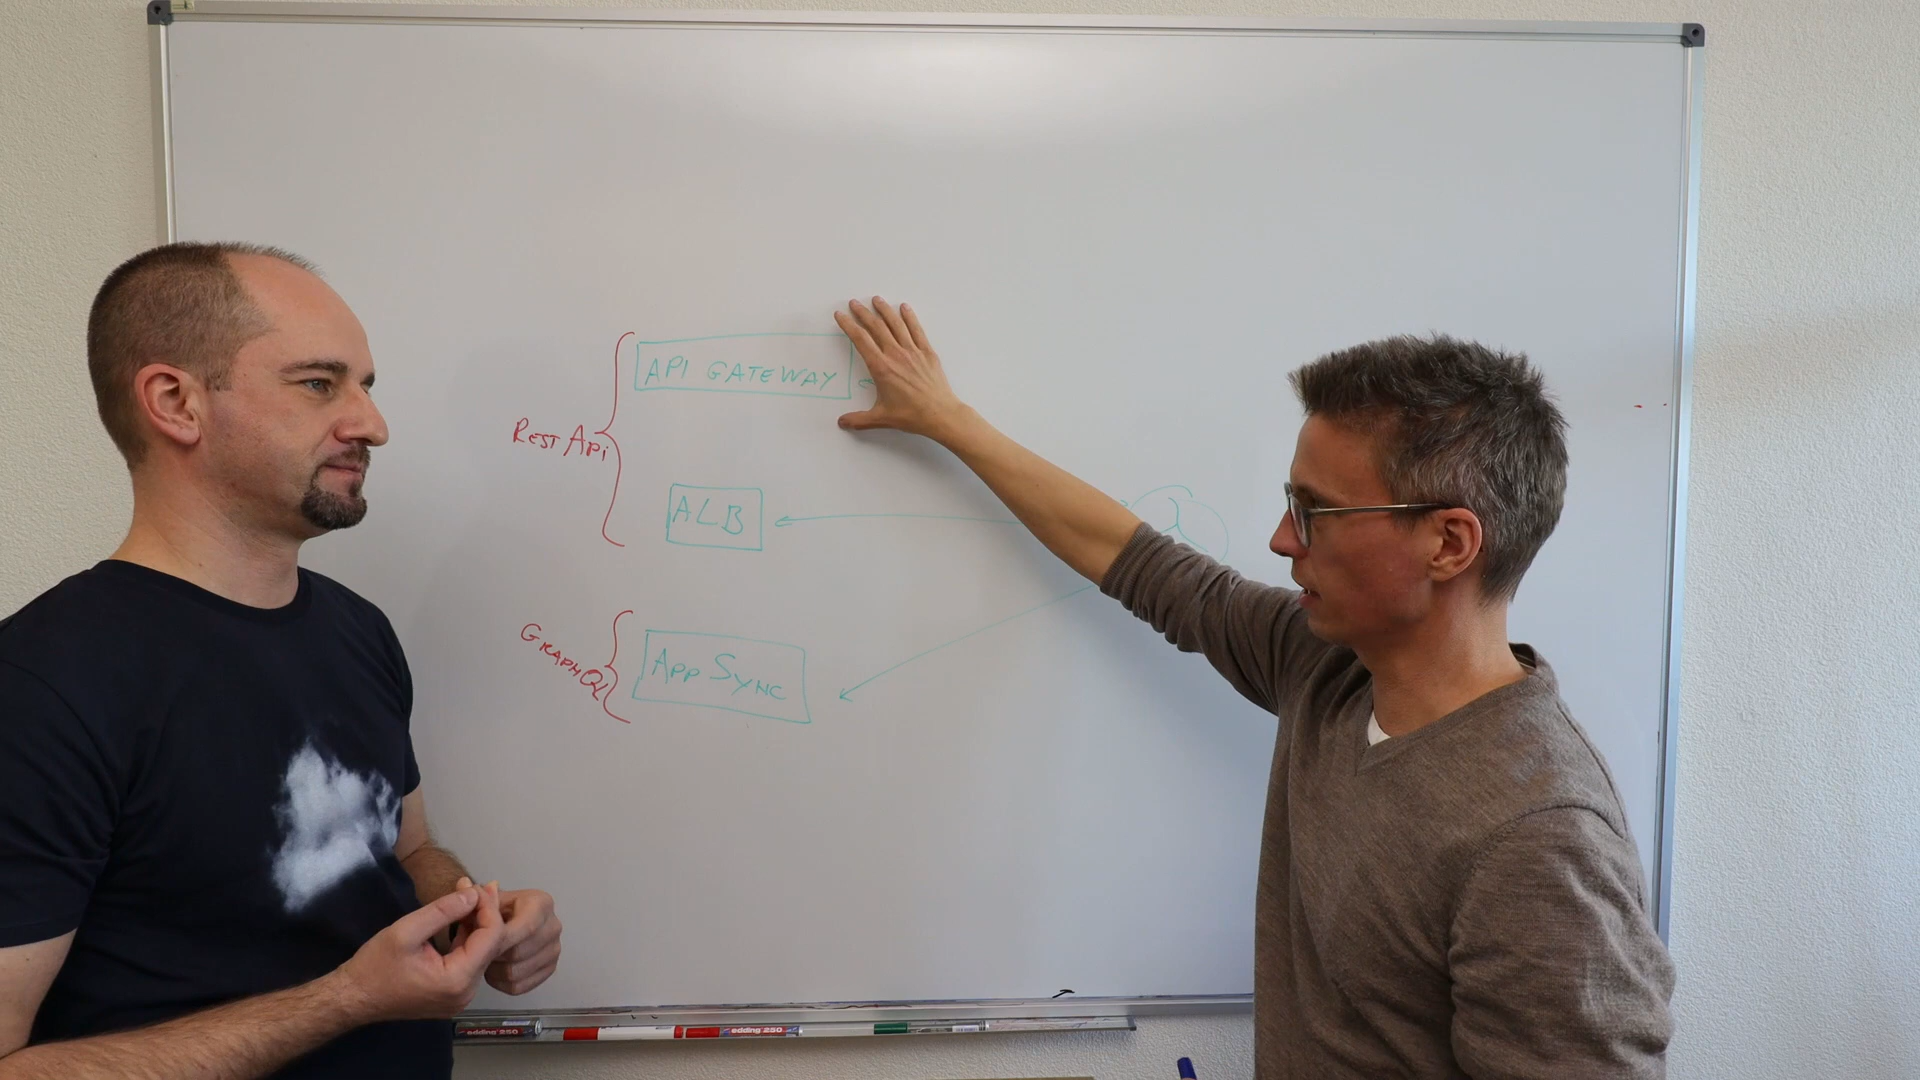 API GATEWAY
REST Api
ALB
GRAPHQL
APP SYNC
λ
edding 250
edding 250